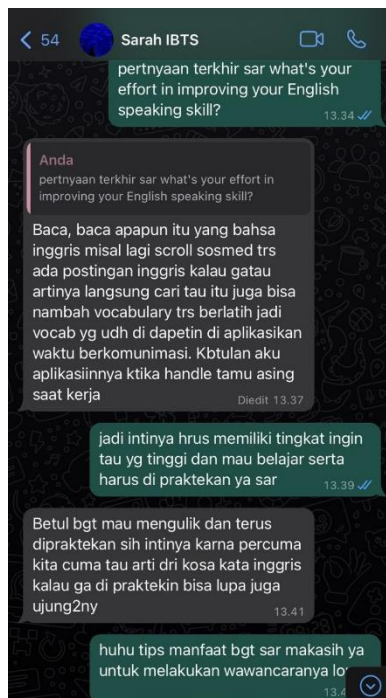 54 Sarah IBTS
pertnyaan terkhir sar what's your
effort in improving your English
speaking skill?
13.34
Anda
pertnyaan terkhir sar what's your effort in
improving your English speaking skill?
Baca, baca apapun itu yang bahsa
inggris misal lagi scroll sosmed trs
ada postingan inggris kalau gatau
artinya langsung cari tau itu juga bisa
nambah vocabulary trs berlatih jadi
vocab yg udh di dapetin di aplikasikan
waktu berkomunimasi. Kbtulan aku
aplikasiinnya ktika handle tamu asing
saat kerja
Diedit 13.37
jadi intinya hrus memiliki tingkat ingin
tau yg tinggi dan mau belajar serta
harus di praktekan ya sar
13.39
Betul bgt mau mengulik dan terus
dipraktekan sih intinya karna percuma
kita cuma tau arti dri kosa kata inggris
kalau ga di praktekin bisa lupa juga
ujung2ny
13.41
huhu tips manfaat bgt sar makasih ya
untuk melakukan wawancaranya